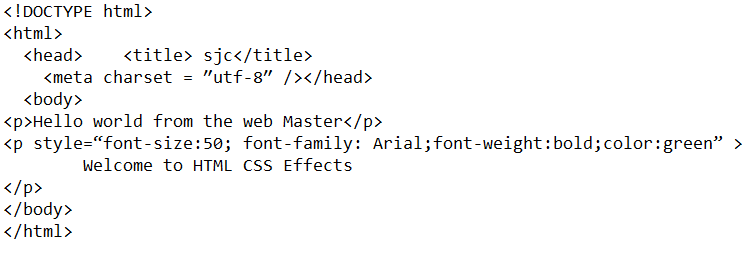 <!DOCTYPE html>
<html>
<head> <title> sjc</title>
<meta charset = ”utf-8” /></head>
<body>
<p>Hello world from the web Master</p>
<p style=“font-size:50; font-family: Arial;font-weight:bold;color:green” >
Welcome to HTML CSS Effects
</p>
</body>
</html>